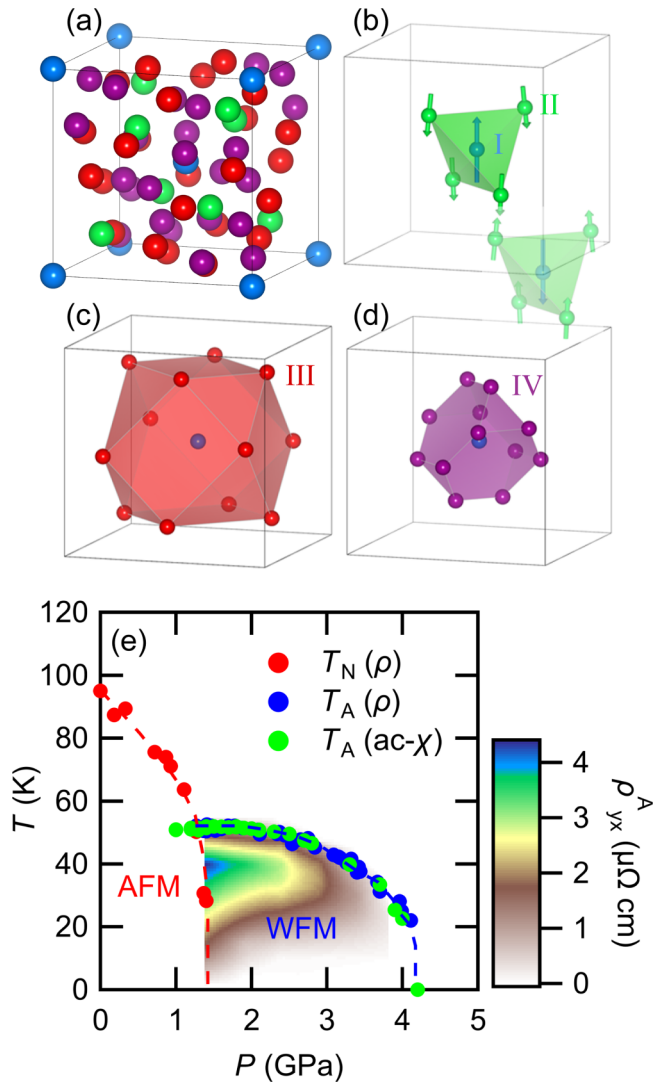 (a)
(b)
II
I
(c)
III
(d)
IV
(e)
T_N (ρ)
T_A (ρ)
T_A (ac-χ)
AFM
WFM
T (K)
120
100
80
60
40
20
0
0 1 2 3 4 5
P (GPa)
4
3
2
1
0
ρ^A_yx (μΩ cm)